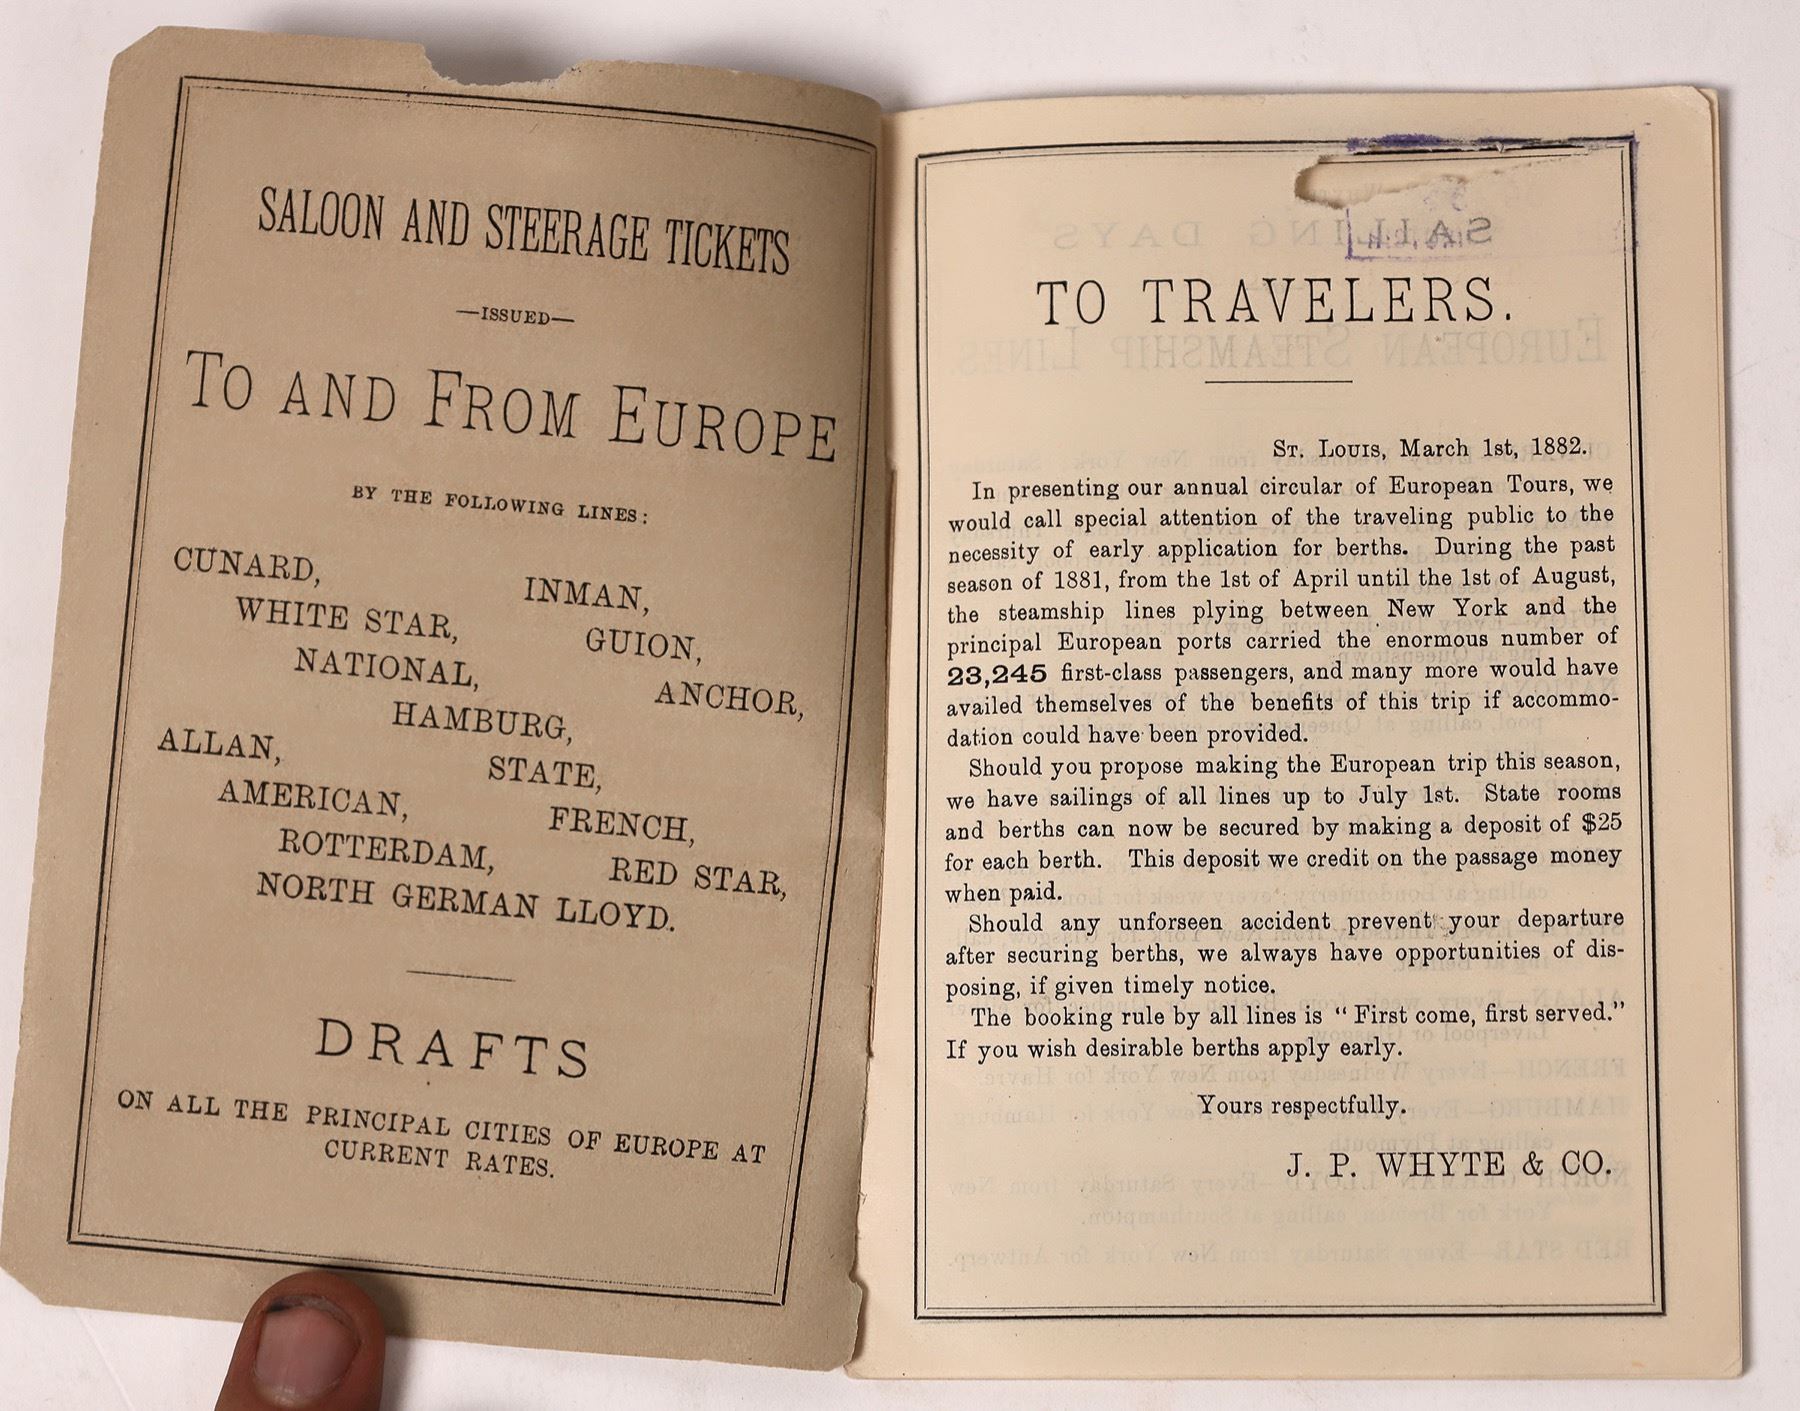 SALOON AND STEERAGE TICKETS
—ISSUED—
TO AND FROM EUROPE
BY THE FOLLOWING LINES:
CUNARD, INMAN,
WHITE STAR, GUION,
NATIONAL, ANCHOR,
HAMBURG,
ALLAN, STATE,
AMERICAN, FRENCH,
ROTTERDAM, RED STAR,
NORTH GERMAN LLOYD.
DRAFTS
ON ALL THE PRINCIPAL CITIES OF EUROPE AT
CURRENT RATES.
TO TRAVELERS.
ST. LOUIS, March 1st, 1882.
In presenting our annual circular of European Tours, we
would call special attention of the traveling public to the
necessity of early application for berths. During the past
season of 1881, from the 1st of April until the 1st of August,
the steamship lines plying between New York and the
principal European ports carried the enormous number of
23,245 first-class passengers, and many more would have
availed themselves of the benefits of this trip if accommo-
dation could have been provided.
Should you propose making the European trip this season,
we have sailings of all lines up to July 1st. State rooms
and berths can now be secured by making a deposit of $25
for each berth. This deposit we credit on the passage money
when paid.
Should any unforseen accident prevent your departure
after securing berths, we always have opportunities of dis-
posing, if given timely notice.
The booking rule by all lines is "First come, first served."
If you wish desirable berths apply early.
Yours respectfully.
J. P. WHYTE & CO.